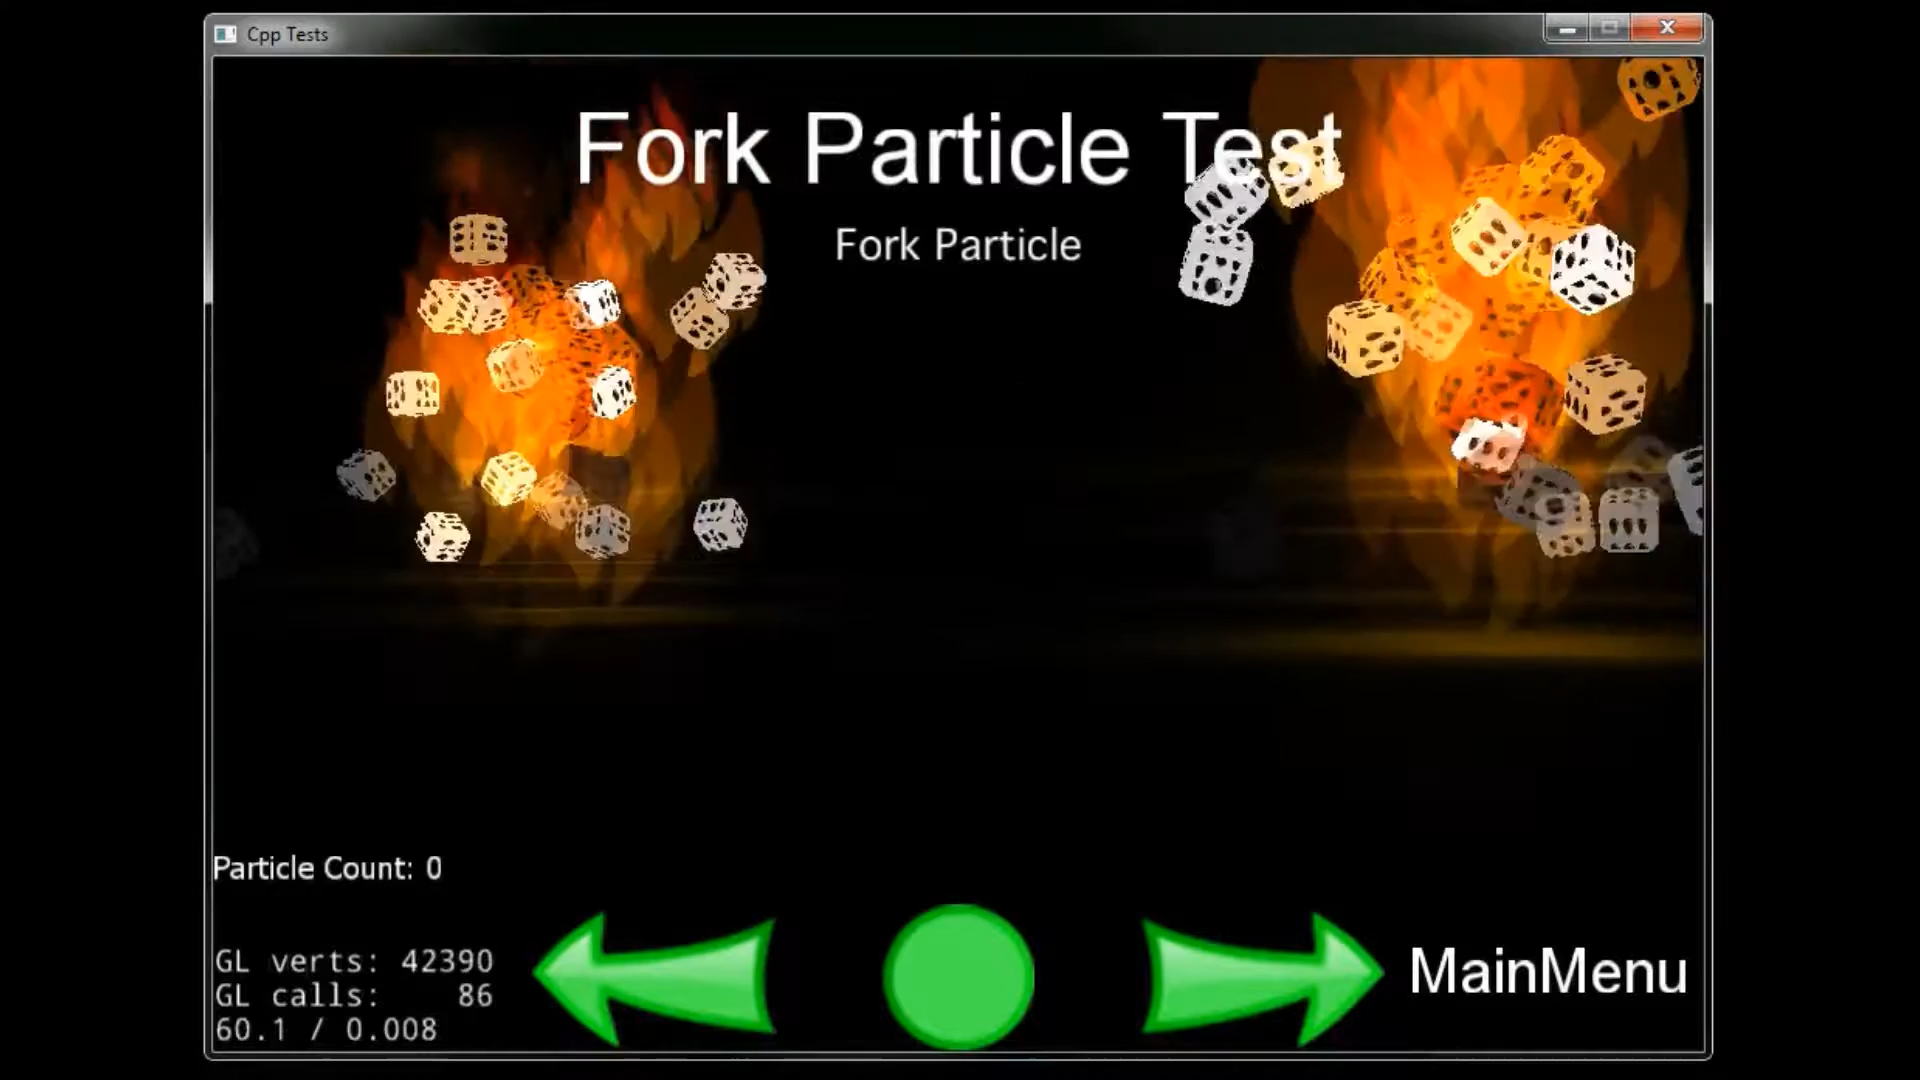 Cpp Tests
Fork Particle Test
Fork Particle
Particle Count: 0
GL verts: 42390
GL calls: 86
60.1 / 0.008
MainMenu